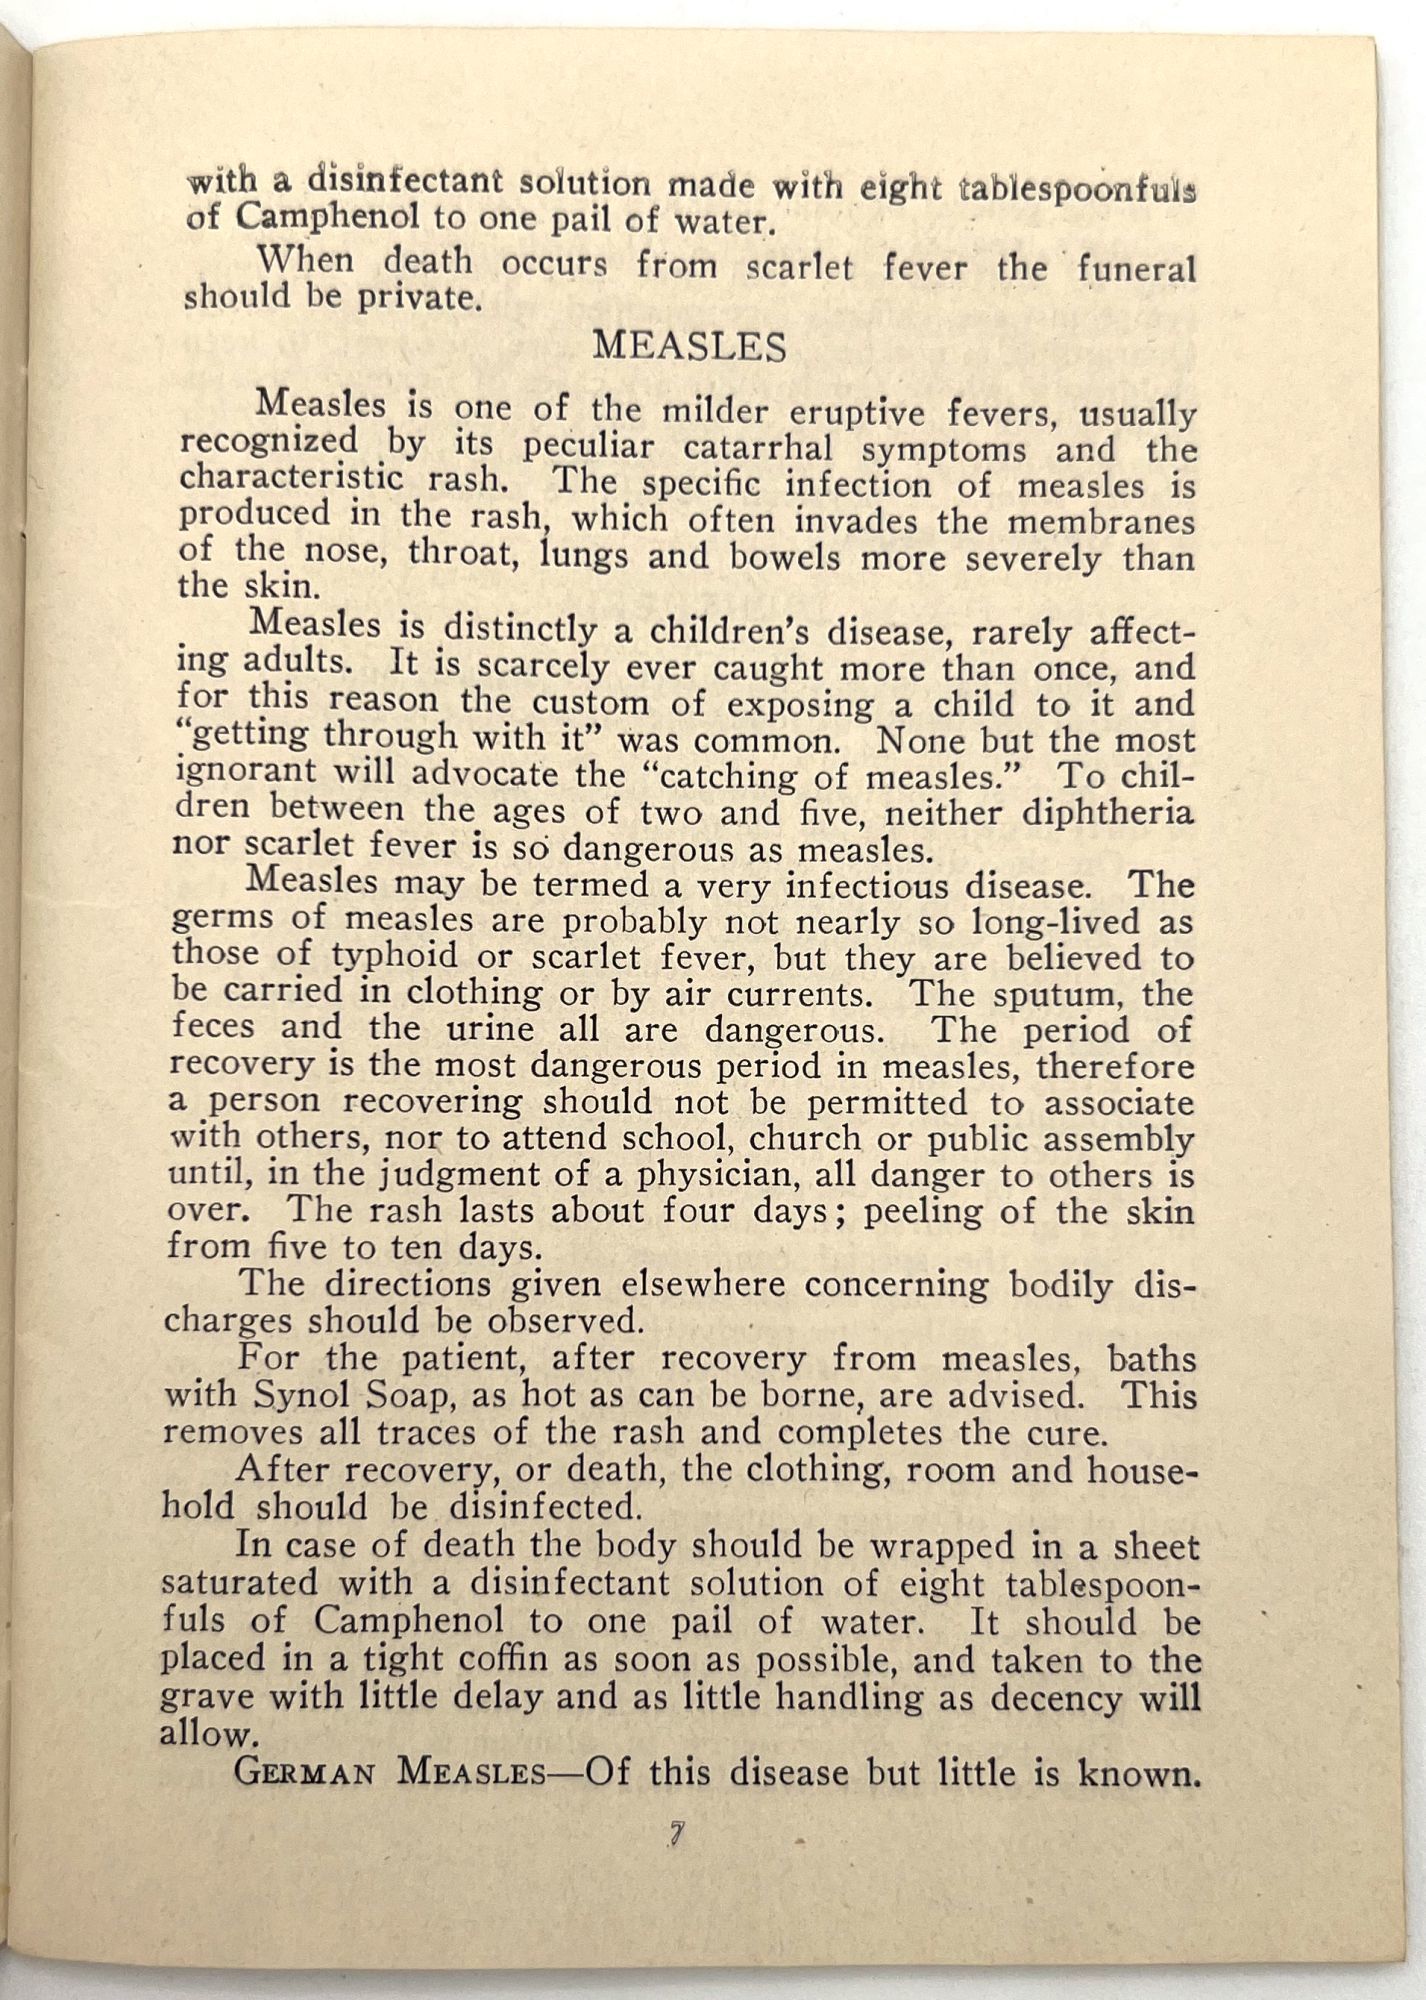 with a disinfectant solution made with eight tablespoonfuls
of Camphenol to one pail of water.
When death occurs from scarlet fever the funeral
should be private.
MEASLES
Measles is one of the milder eruptive fevers, usually
recognized by its peculiar catarrhal symptoms and the
characteristic rash. The specific infection of measles is
produced in the rash, which often invades the membranes
of the nose, throat, lungs and bowels more severely than
the skin.
Measles is distinctly a children's disease, rarely affect-
ing adults. It is scarcely ever caught more than once, and
for this reason the custom of exposing a child to it and
“getting through with it” was common. None but the most
ignorant will advocate the “catching of measles.” To chil-
dren between the ages of two and five, neither diphtheria
nor scarlet fever is so dangerous as measles.
Measles may be termed a very infectious disease. The
germs of measles are probably not nearly so long-lived as
those of typhoid or scarlet fever, but they are believed to
be carried in clothing or by air currents. The sputum, the
feces and the urine all are dangerous. The period of
recovery is the most dangerous period in measles, therefore
a person recovering should not be permitted to associate
with others, nor to attend school, church or public assembly
until, in the judgment of a physician, all danger to others is
over. The rash lasts about four days; peeling of the skin
from five to ten days.
The directions given elsewhere concerning bodily dis-
charges should be observed.
For the patient, after recovery from measles, baths
with Synol Soap, as hot as can be borne, are advised. This
removes all traces of the rash and completes the cure.
After recovery, or death, the clothing, room and house-
hold should be disinfected.
In case of death the body should be wrapped in a sheet
saturated with a disinfectant solution of eight tablespoon-
fuls of Camphenol to one pail of water. It should be
placed in a tight coffin as soon as possible, and taken to the
grave with little delay and as little handling as decency will
allow.
GERMAN MEASLES—Of this disease but little is known.
7